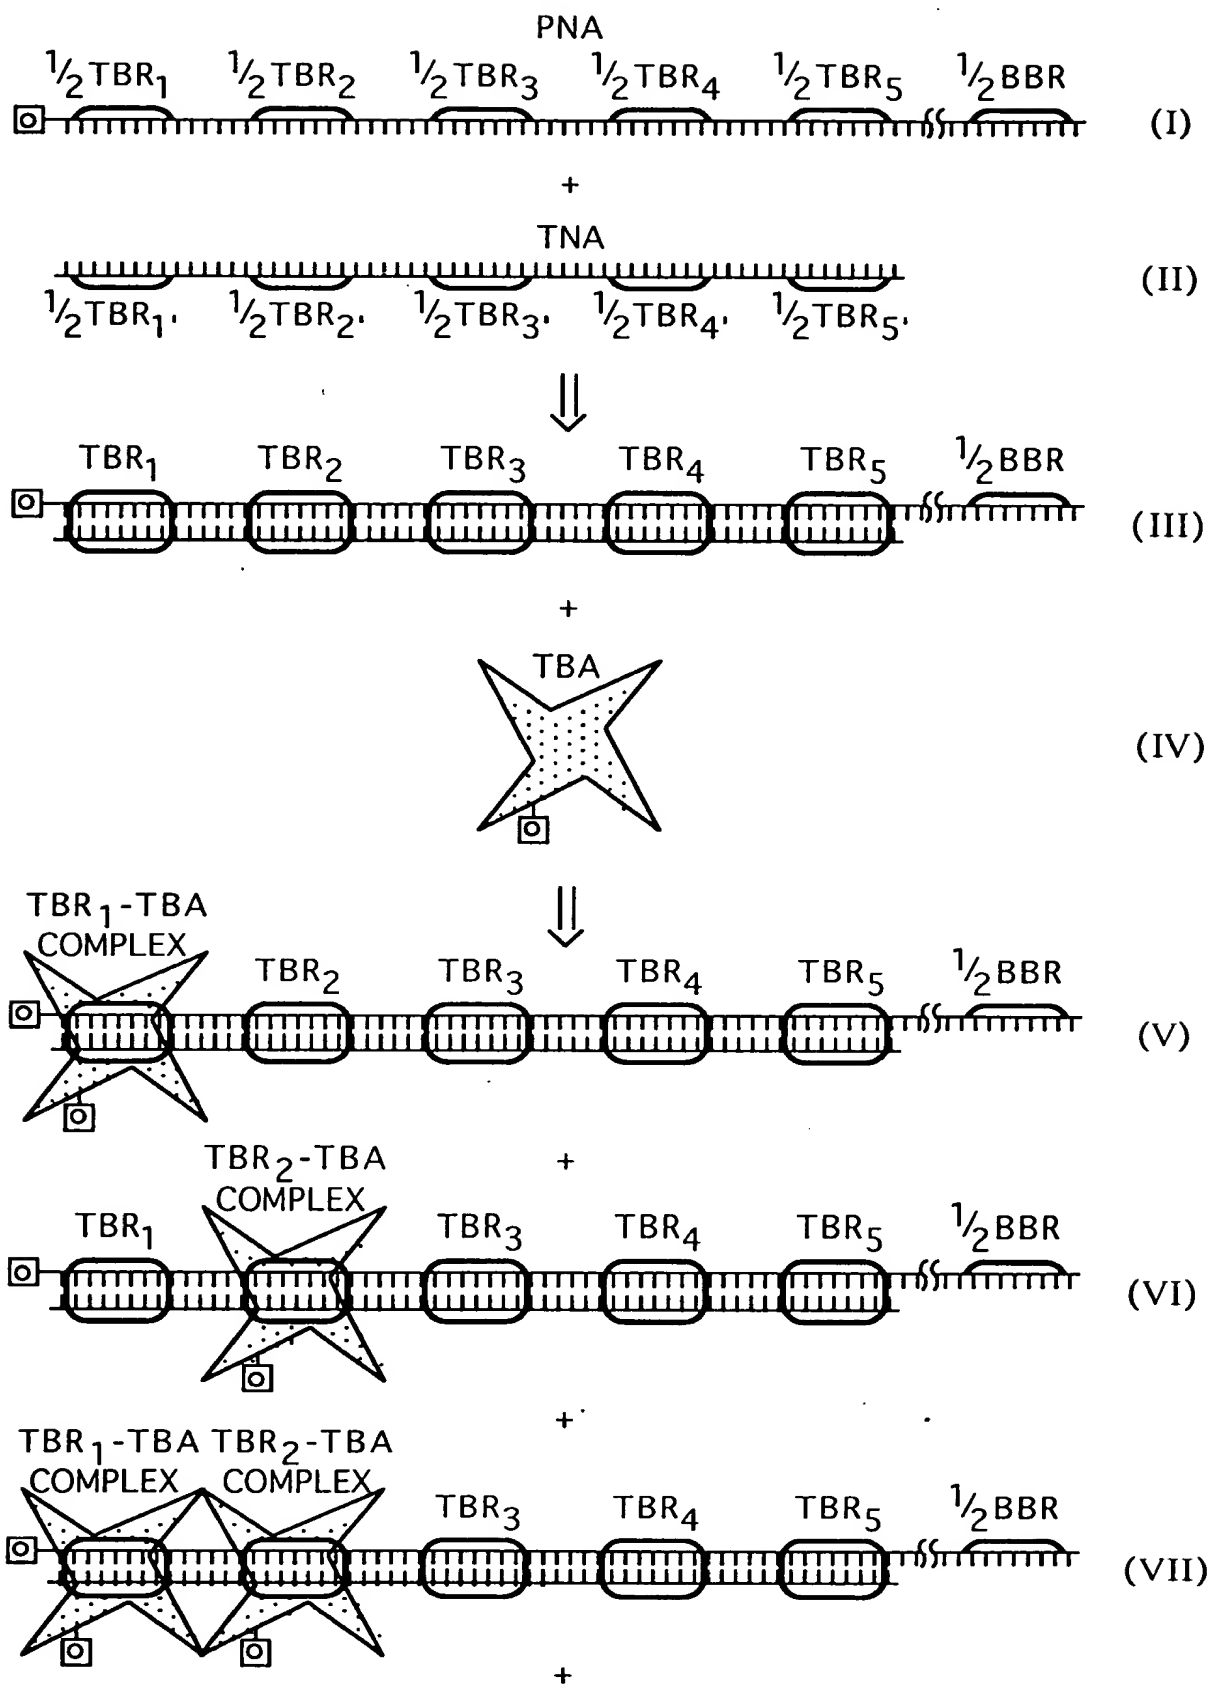 PNA
½TBR₁ ½TBR₂ ½TBR₃ ½TBR₄ ½TBR₅ ½BBR
(I)
+
TNA
(II)
½TBR₁' ½TBR₂' ½TBR₃' ½TBR₄' ½TBR₅'
TBR₁ TBR₂ TBR₃ TBR₄ TBR₅ ½BBR
(III)
+
TBA
(IV)
TBR₁-TBA
COMPLEX
TBR₂ TBR₃ TBR₄ TBR₅ ½BBR
(V)
+
TBR₂-TBA
COMPLEX
TBR₁ TBR₃ TBR₄ TBR₅ ½BBR
(VI)
+
TBR₁-TBA TBR₂-TBA
COMPLEX COMPLEX
TBR₃ TBR₄ TBR₅ ½BBR
(VII)
+